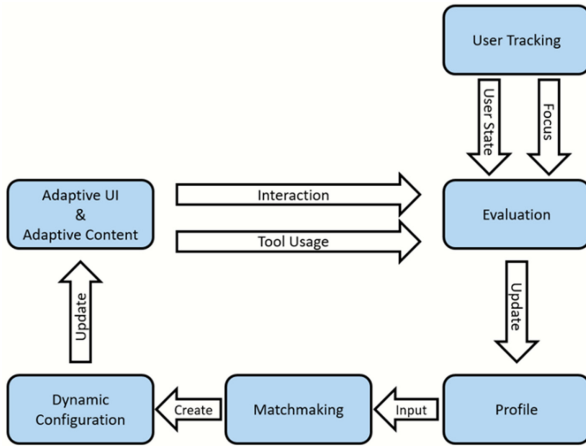 User Tracking
User State
Focus
Adaptive UI
&
Adaptive Content
Interaction
Tool Usage
Evaluation
Update
Update
Dynamic
Configuration
Create
Matchmaking
Input
Profile